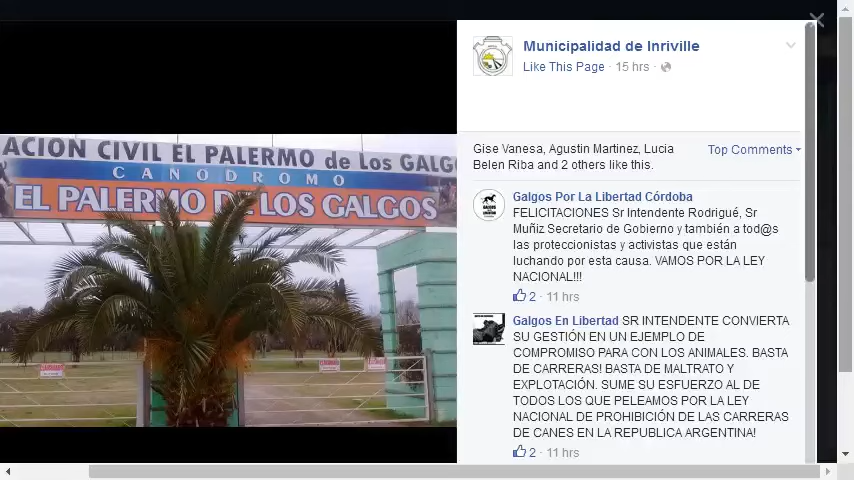 ACION CIVIL EL PALERMO de Los GALGO
CANODROMO
EL PALERMO DE LOS GALGOS
Municipalidad de Inriville
Like This Page · 15 hrs ·
Gise Vanesa, Agustin Martinez, Lucia
Belen Riba and 2 others like this.
Top Comments
Galgos Por La Libertad Córdoba
FELICITACIONES Sr Intendente Rodrigué, Sr
Muñiz Secretario de Gobierno y también a tod@s
las proteccionistas y activistas que están
luchando por esta causa. VAMOS POR LA LEY
NACIONAL!!!
2 · 11 hrs
Galgos En Libertad SR INTENDENTE CONVIERTA
SU GESTIÓN EN UN EJEMPLO DE
COMPROMISO PARA CON LOS ANIMALES. BASTA
DE CARRERAS! BASTA DE MALTRATO Y
EXPLOTACIÓN. SUME SU ESFUERZO AL DE
TODOS LOS QUE PELEAMOS POR LA LEY
NACIONAL DE PROHIBICIÓN DE LAS CARRERAS
DE CANES EN LA REPUBLICA ARGENTINA!
2 · 11 hrs